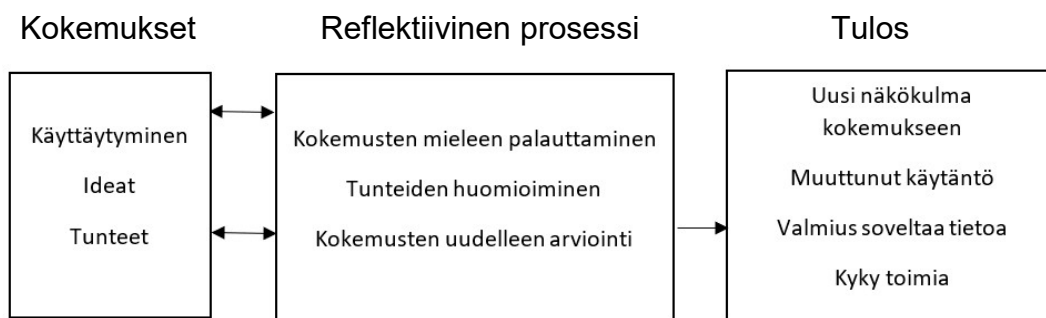 Kokemukset
Reflektiivinen prosessi
Tulos
Käyttäytyminen
Ideat
Tunteet
Kokemusten mieleen palauttaminen
Tunteiden huomioiminen
Kokemusten uudelleen arviointi
Uusi näkökulma
kokemukseen
Muuttunut käytäntö
Valmius soveltaa tietoa
Kyky toimia